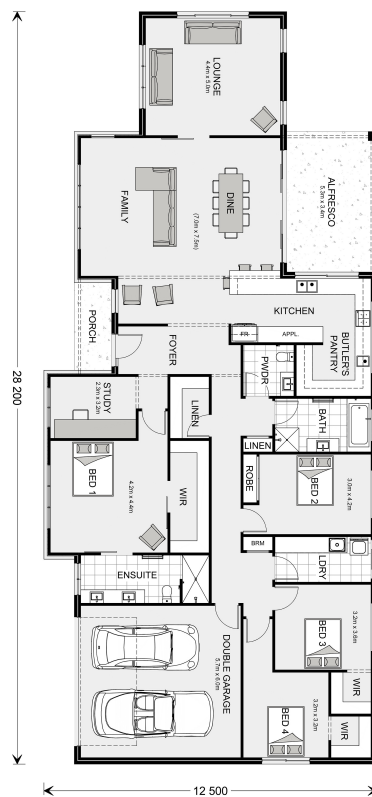 LOUNGE
4.4m x 5.0m
ALFRESCO
5.3m x 3.4m
FAMILY
DINE
(7.0m x 7.5m)
KITCHEN
FR
APPL.
BUTLER'S
PANTRY
PORCH
FOYER
PWDR
28 200
STUDY
2.3m x 3.2m
LINEN
BATH
LINEN
BED 1
4.2m x 4.4m
WIR
ROBE
BED 2
3.0m x 4.2m
BRM
LDRY
ENSUITE
BED 3
3.2m x 3.6m
DOUBLE GARAGE
5.7m x 6.0m
WIR
BED 4
3.2m x 3.2m
WIR
12 500